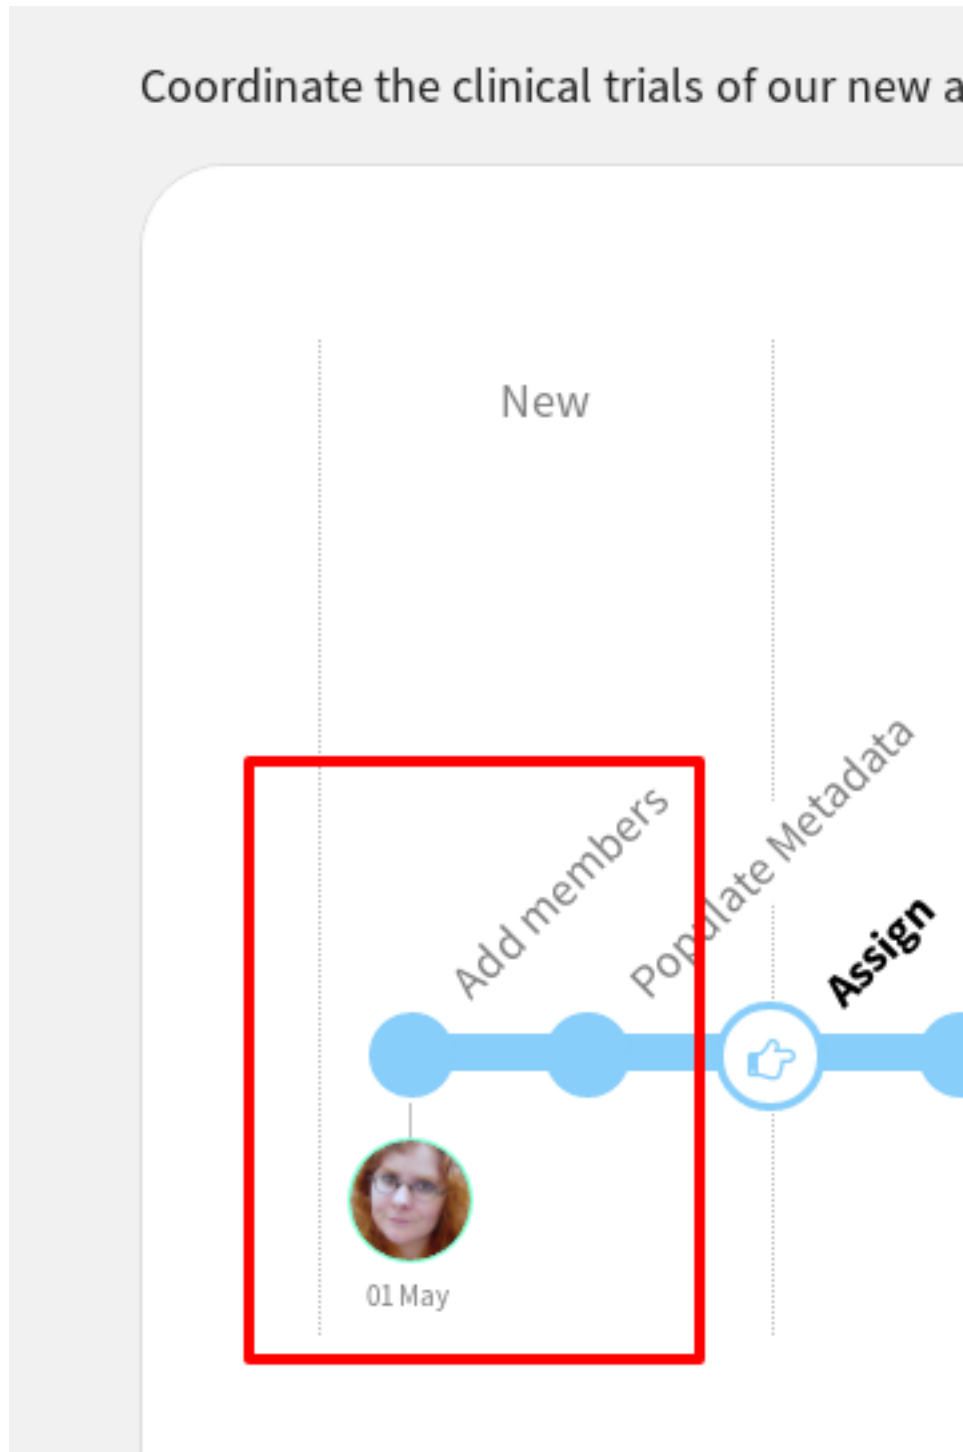 Coordinate the clinical trials of our new a
New
Add members
Populate Metadata
Assign
01 May